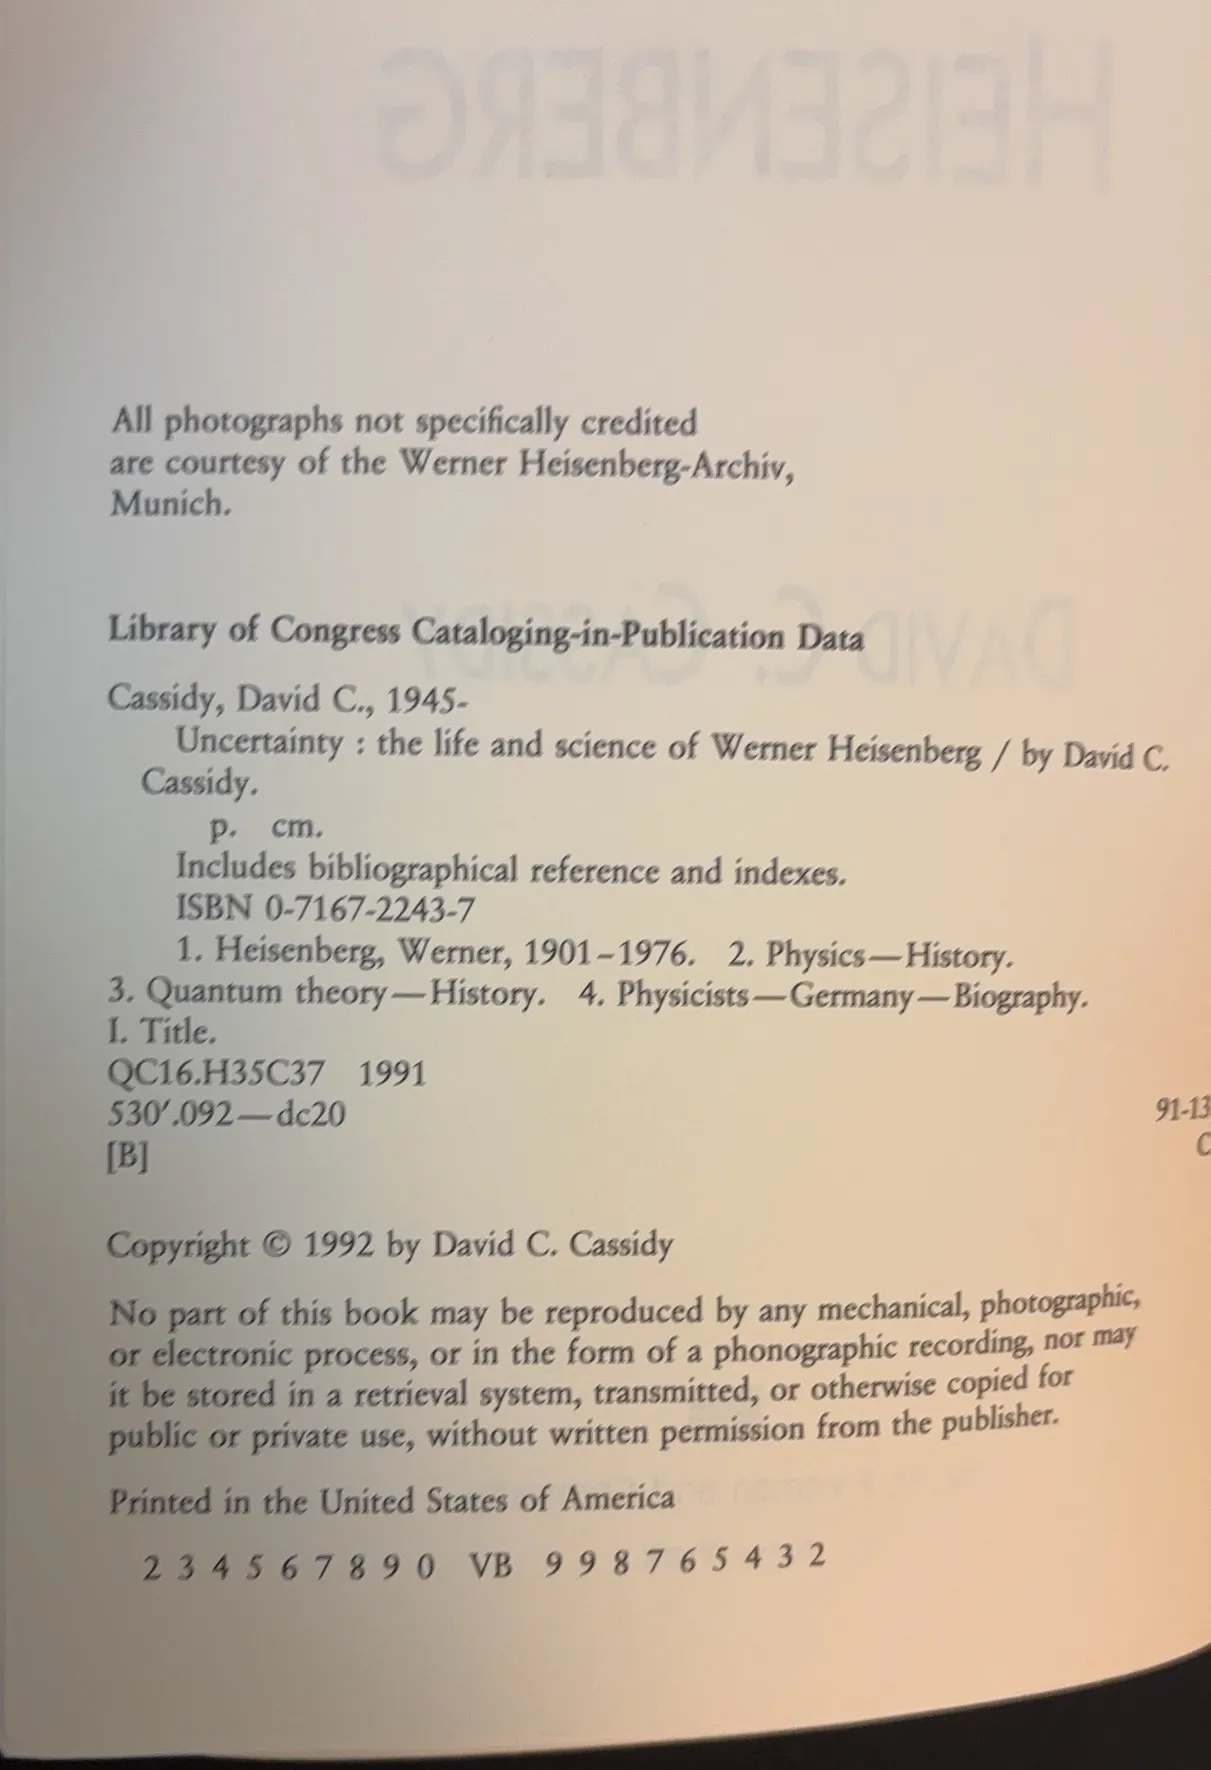 HEISENBERG
All photographs not specifically credited
are courtesy of the Werner Heisenberg-Archiv,
Munich.
DAVID C. CASSIDY
Library of Congress Cataloging-in-Publication Data
Cassidy, David C., 1945-
Uncertainty : the life and science of Werner Heisenberg / by David C.
Cassidy.
p. cm.
Includes bibliographical reference and indexes.
ISBN 0-7167-2243-7
1. Heisenberg, Werner, 1901–1976. 2. Physics—History.
3. Quantum theory—History. 4. Physicists—Germany—Biography.
I. Title.
QC16.H35C37 1991
530′.092—dc20
91-13
[B]
C
Copyright © 1992 by David C. Cassidy
No part of this book may be reproduced by any mechanical, photographic,
or electronic process, or in the form of a phonographic recording, nor may
it be stored in a retrieval system, transmitted, or otherwise copied for
public or private use, without written permission from the publisher.
Printed in the United States of America
2 3 4 5 6 7 8 9 0 VB 9 9 8 7 6 5 4 3 2